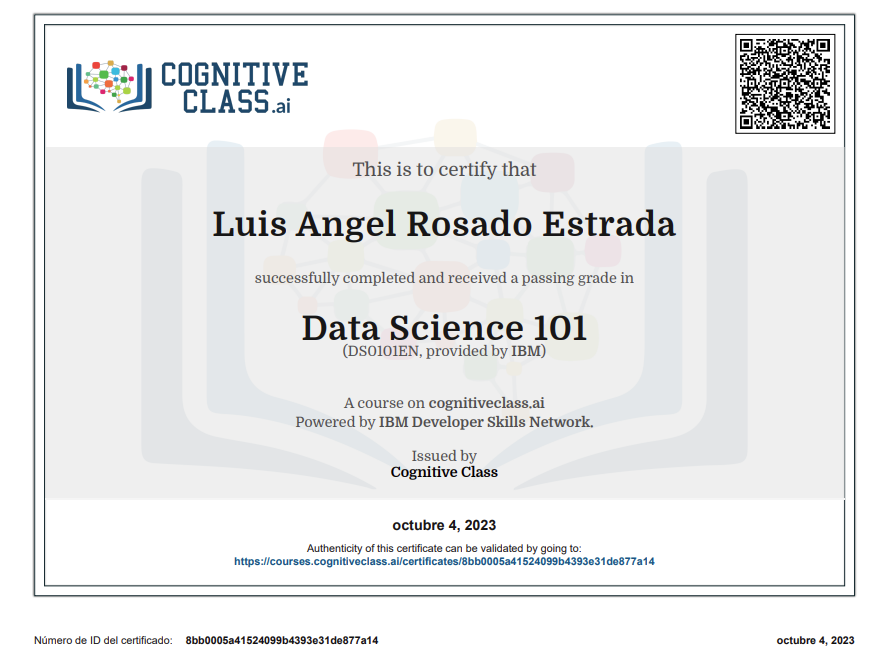 COGNITIVE
CLASS.ai
This is to certify that
Luis Angel Rosado Estrada
successfully completed and received a passing grade in
Data Science 101
(DS0101EN, provided by IBM)
A course on cognitiveclass.ai
Powered by IBM Developer Skills Network.
Issued by
Cognitive Class
octubre 4, 2023
Authenticity of this certificate can be validated by going to:
https://courses.cognitiveclass.ai/certificates/8bb0005a41524099b4393e31de877a14
Número de ID del certificado: 8bb0005a41524099b4393e31de877a14
octubre 4, 2023